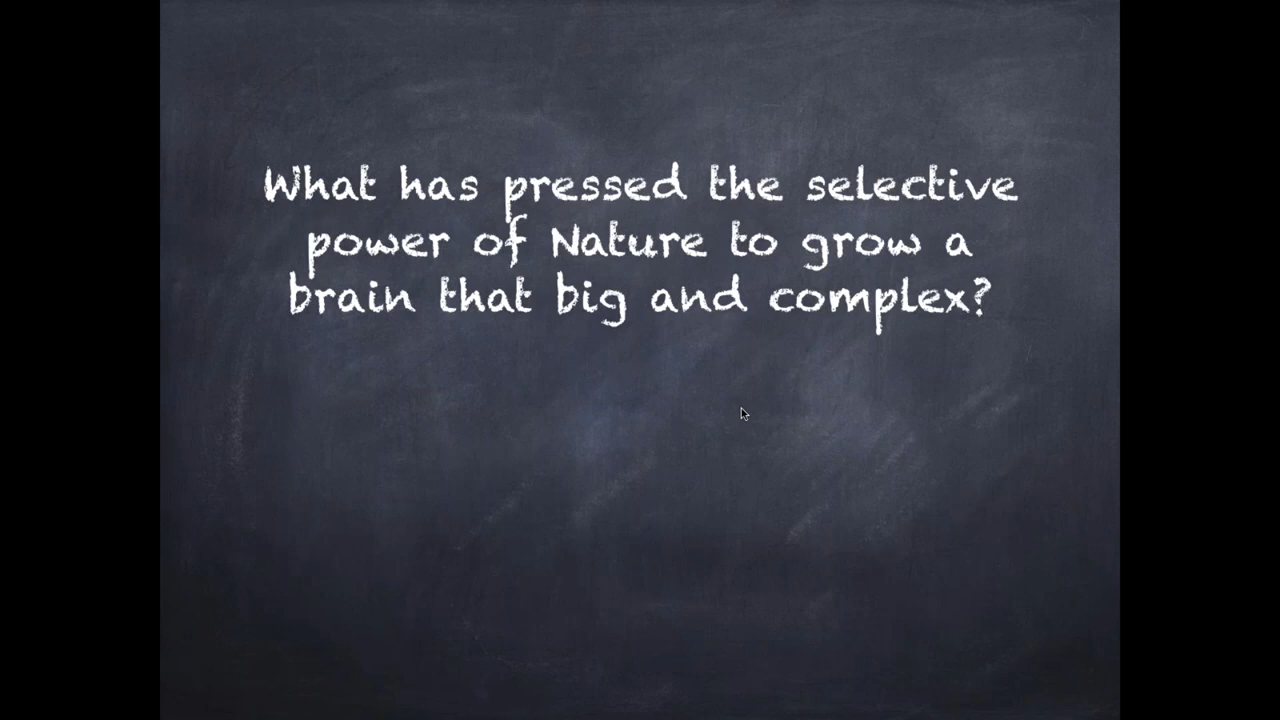 What has pressed the selective
power of Nature to grow a
brain that big and complex?